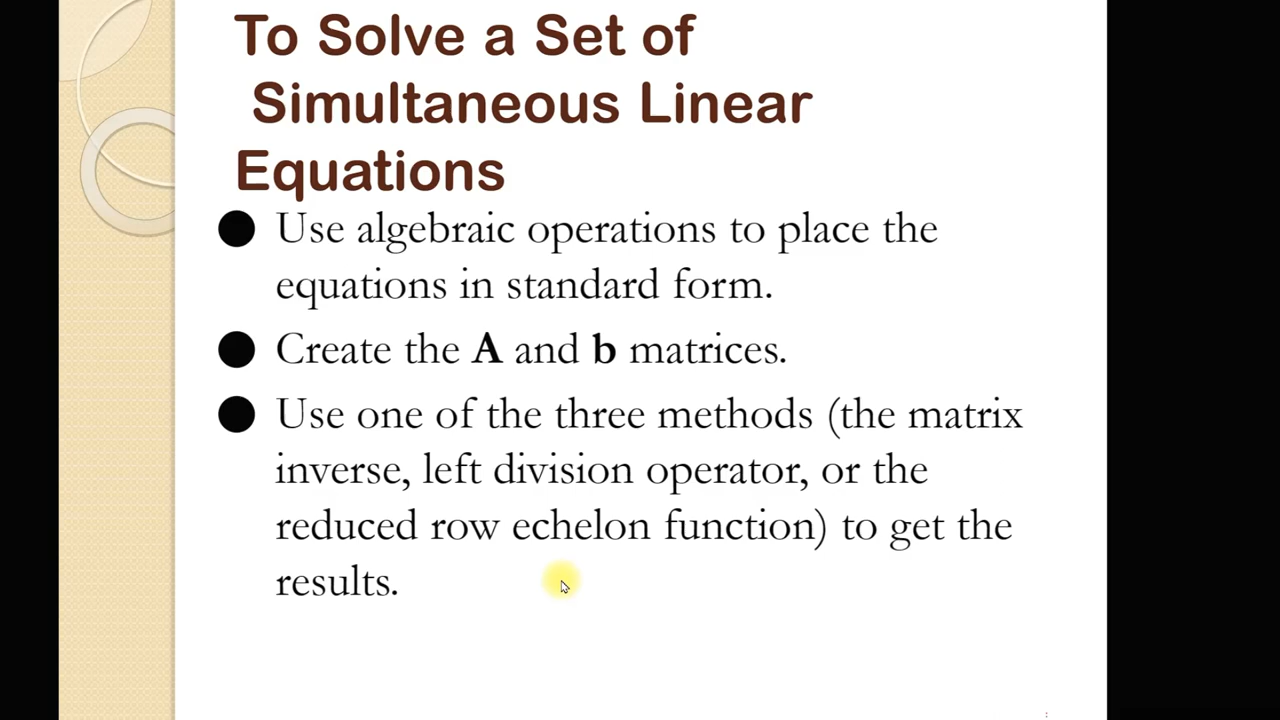 To Solve a Set of
Simultaneous Linear
Equations
● Use algebraic operations to place the
equations in standard form.
● Create the A and b matrices.
● Use one of the three methods (the matrix
inverse, left division operator, or the
reduced row echelon function) to get the
results.